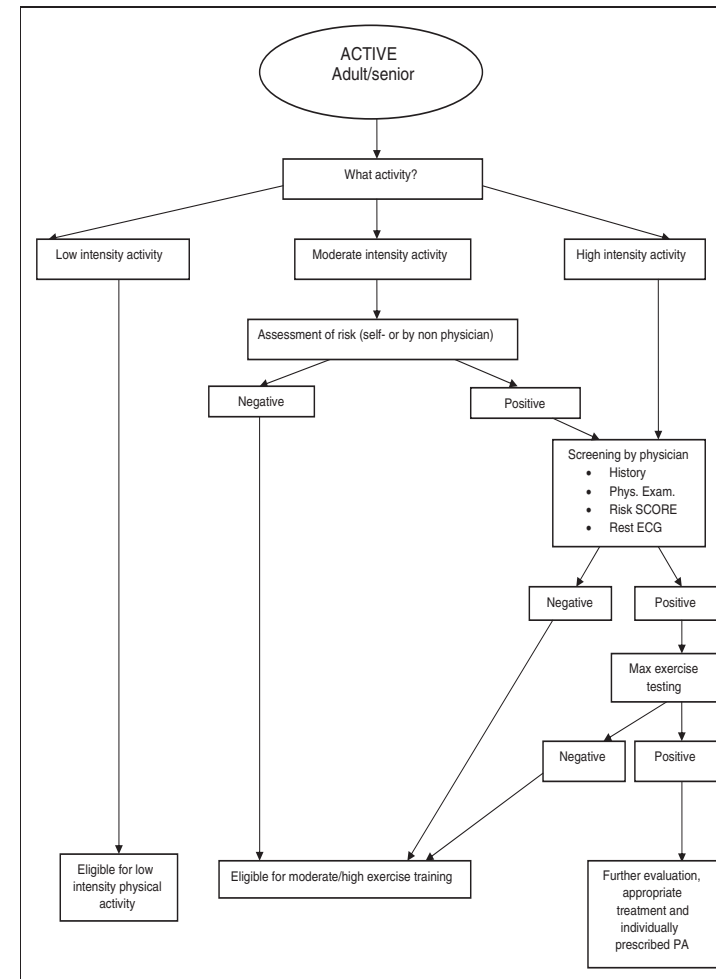 ACTIVE
Adult/senior
What activity?
Low intensity activity
Moderate intensity activity
High intensity activity
Assessment of risk (self- or by non physician)
Negative
Positive
Screening by physician
• History
• Phys. Exam.
• Risk SCORE
• Rest ECG
Negative
Positive
Max exercise
testing
Negative
Positive
Eligible for low
intensity physical
activity
Eligible for moderate/high exercise training
Further evaluation,
appropriate
treatment and
individually
prescribed PA